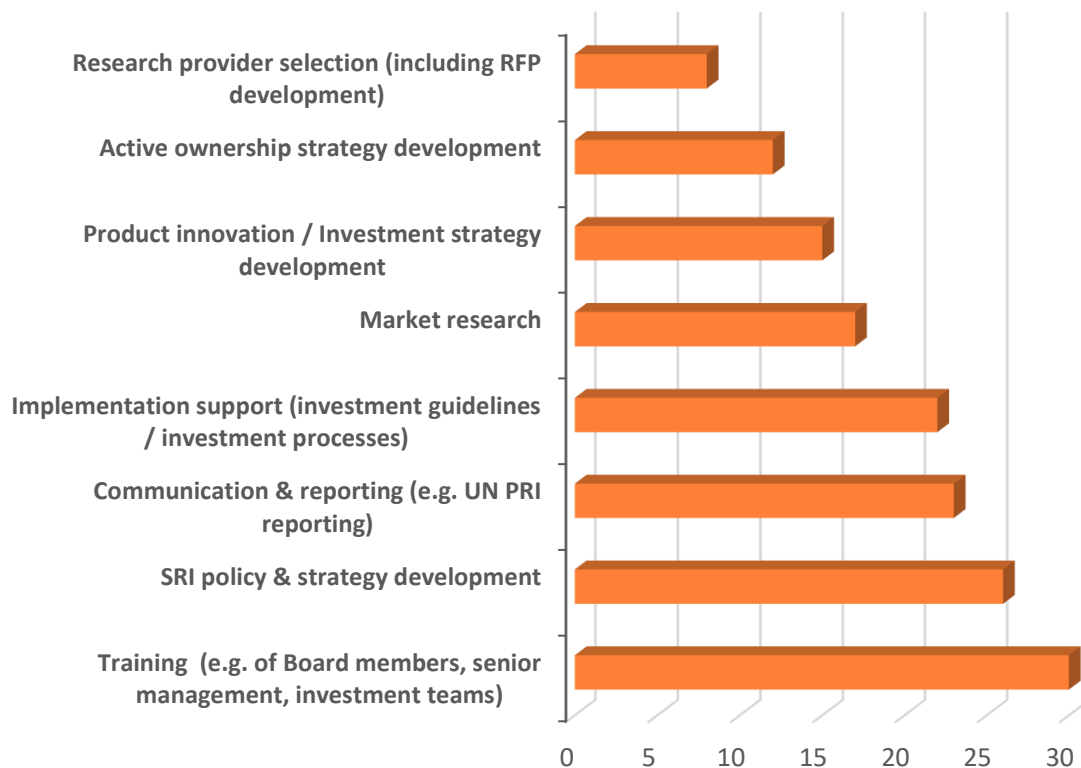 Research provider selection (including RFP
development)
Active ownership strategy development
Product innovation / Investment strategy
development
Market research
Implementation support (investment guidelines
/ investment processes)
Communication & reporting (e.g. UN PRI
reporting)
SRI policy & strategy development
Training  (e.g. of Board members, senior
management, investment teams)
0 5 10 15 20 25 30